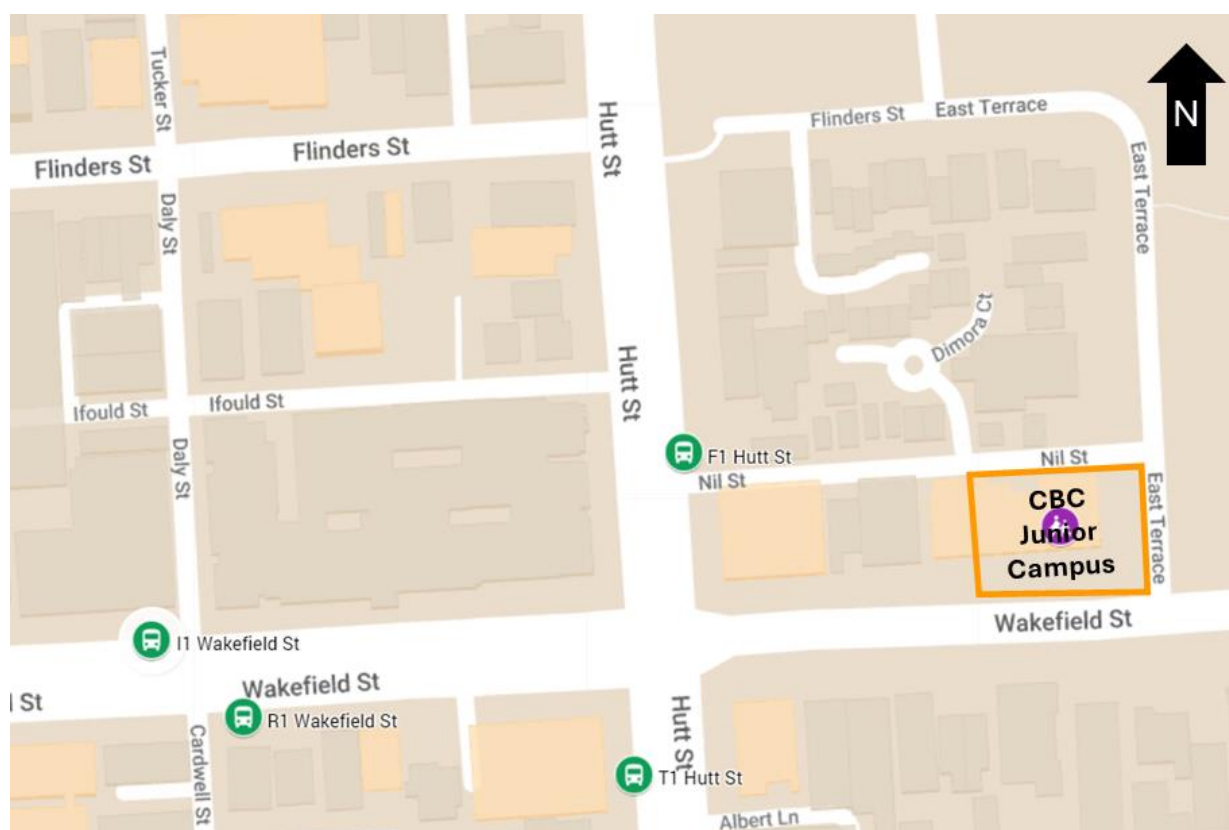 Tucker St
Hutt St
Flinders St
East Terrace
N
Flinders St
Flinders St
East Terrace
Daly St
Hutt St
Dimora Ct
Ifould St
Ifould St
Daly St
F1 Hutt St
Nil St
Nil St
CBC
Junior
Campus
East Terrace
Wakefield St
I1 Wakefield St
Wakefield St
l St
R1 Wakefield St
Hutt St
Cardwell St
T1 Hutt St
Albert Ln